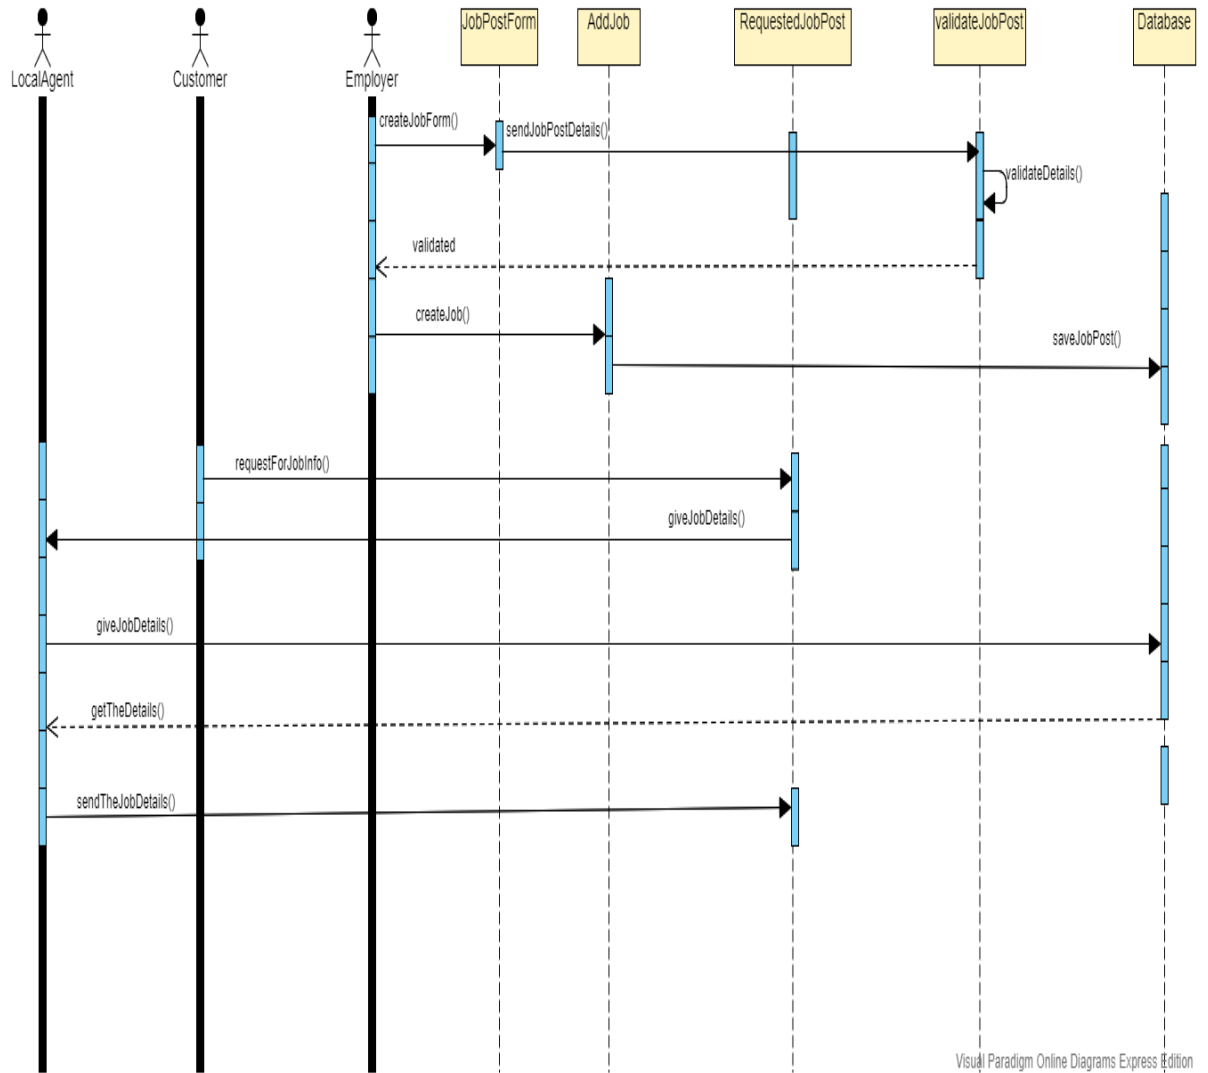 JobPostForm
AddJob
RequestedJobPost
validateJobPost
Database
LocalAgent
Customer
Employer
createJobForm()
sendJobPostDetails()
validateDetails()
validated
createJob()
saveJobPost()
requestForJobInfo()
giveJobDetails()
giveJobDetails()
getTheDetails()
sendTheJobDetails()
Visual Paradigm Online Diagrams Express Edition